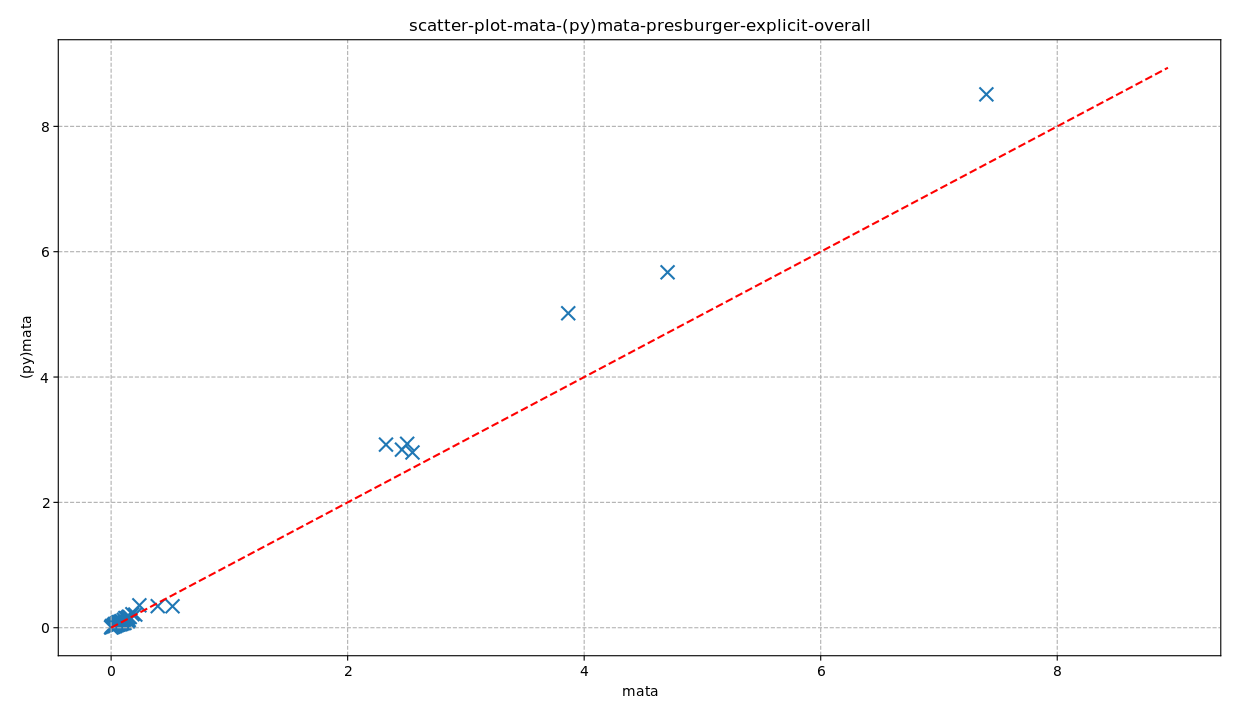 scatter-plot-mata-(py)mata-presburger-explicit-overall
(py)mata
8
6
4
2
0
0 2 4 6 8
mata